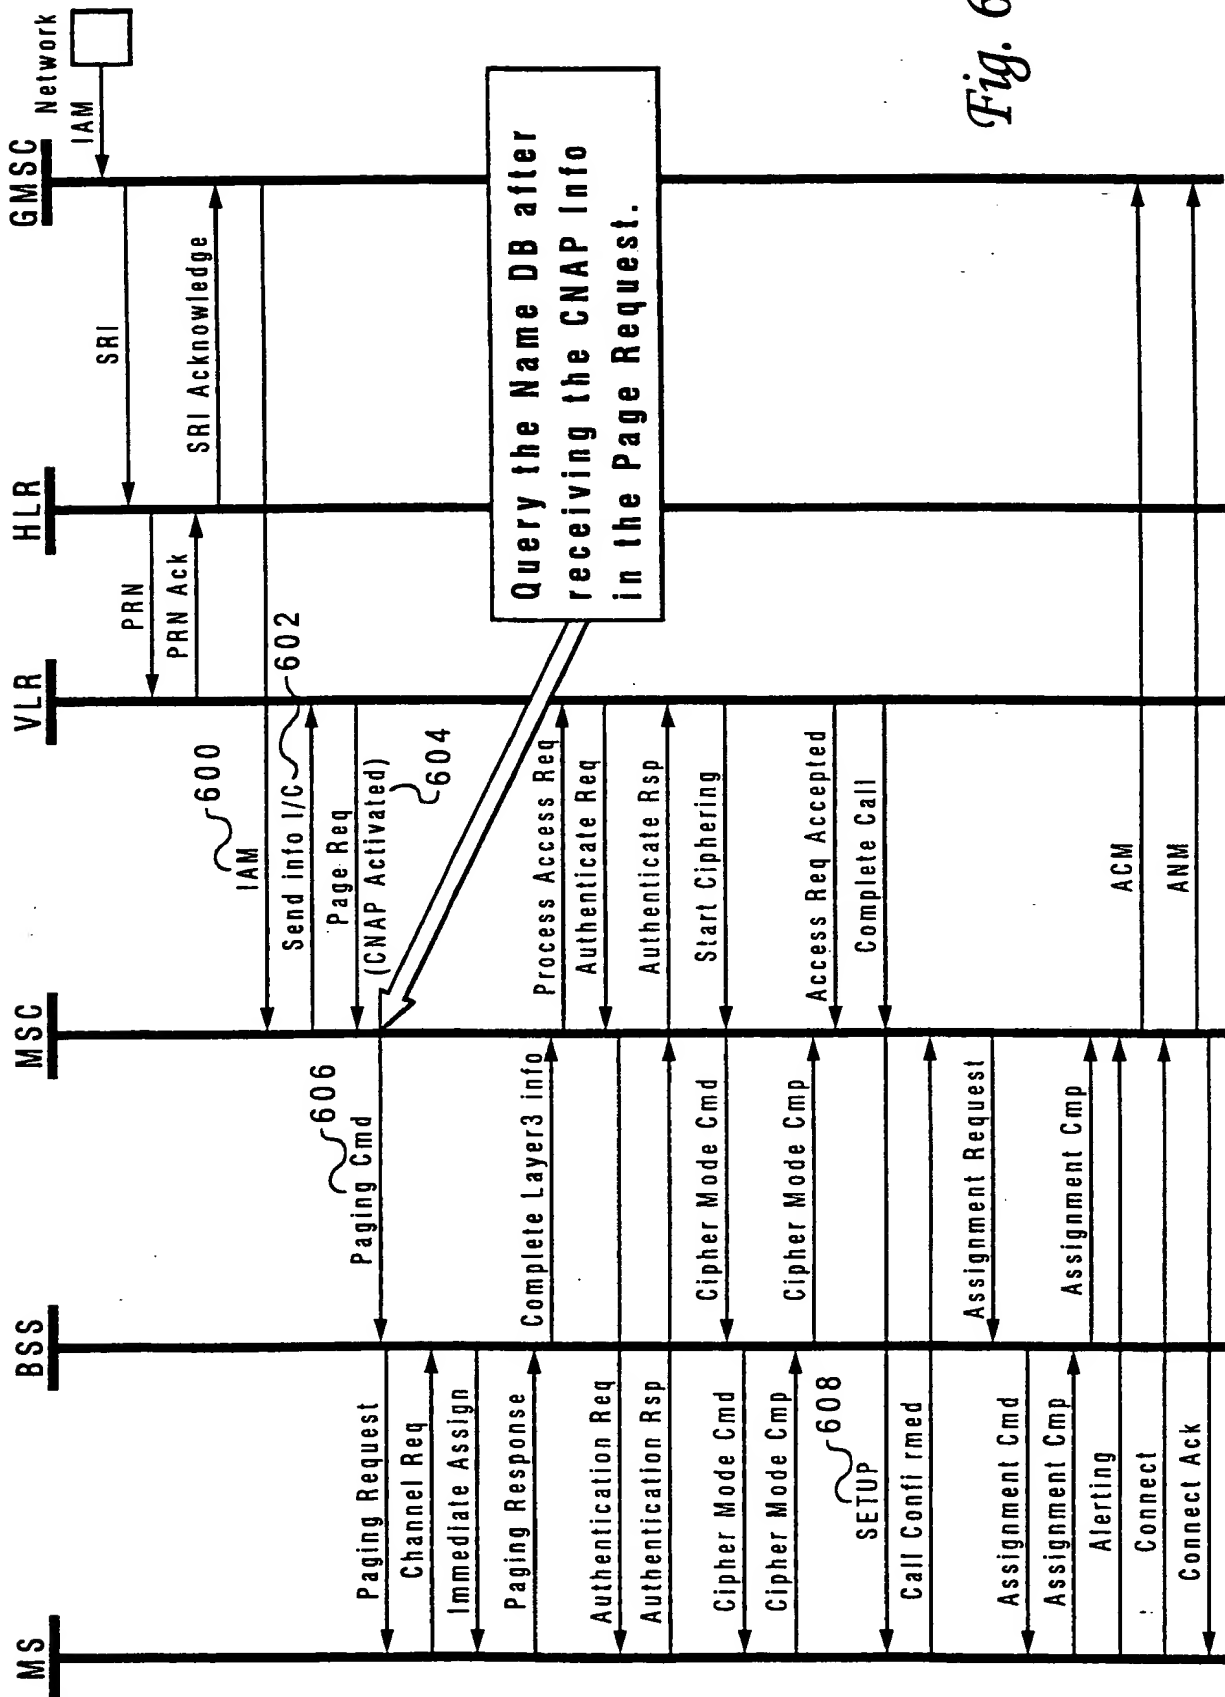 MS
BSS
MSC
VLR
HLR
GMSC
Network
IAM
SRI
PRN
PRN Ack
SRI Acknowledge
600
IAM
Send info I/C
602
Page Req
(CNAP Activated)
604
606
Paging Cmd
Paging Request
Channel Req
Immediate Assign
Paging Response
Complete Layer3 info
Process Access Req
Authenticate Req
Authentication Req
Authentication Rsp
Authenticate Rsp
Start Ciphering
Cipher Mode Cmd
Cipher Mode Cmd
Cipher Mode Cmp
Cipher Mode Cmp
Access Req Accepted
Complete Call
608
SETUP
Call Confi rmed
Assignment Request
Assignment Cmd
Assignment Cmp
Assignment Cmp
Alerting
ACM
Connect
ANM
Connect Ack
Query the Name DB after
receiving the CNAP Info
in the Page Request.
Fig. 6